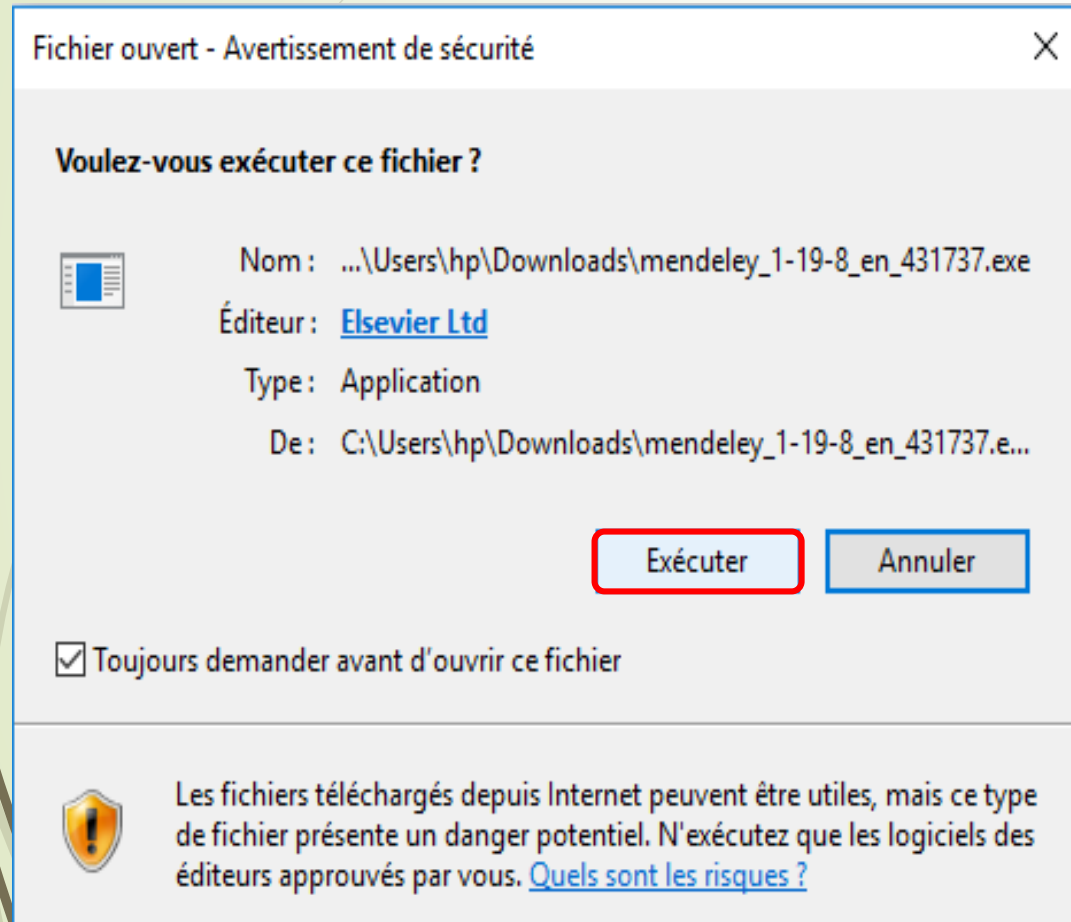 Fichier ouvert - Avertissement de sécurité
Voulez-vous exécuter ce fichier ?
Nom : ...\Users\hp\Downloads\mendeley_1-19-8_en_431737.exe
Éditeur : Elsevier Ltd
Type : Application
De : C:\Users\hp\Downloads\mendeley_1-19-8_en_431737.e...
Exécuter Annuler
Toujours demander avant d'ouvrir ce fichier
Les fichiers téléchargés depuis Internet peuvent être utiles, mais ce type
de fichier présente un danger potentiel. N'exécutez que les logiciels des
éditeurs approuvés par vous. Quels sont les risques ?